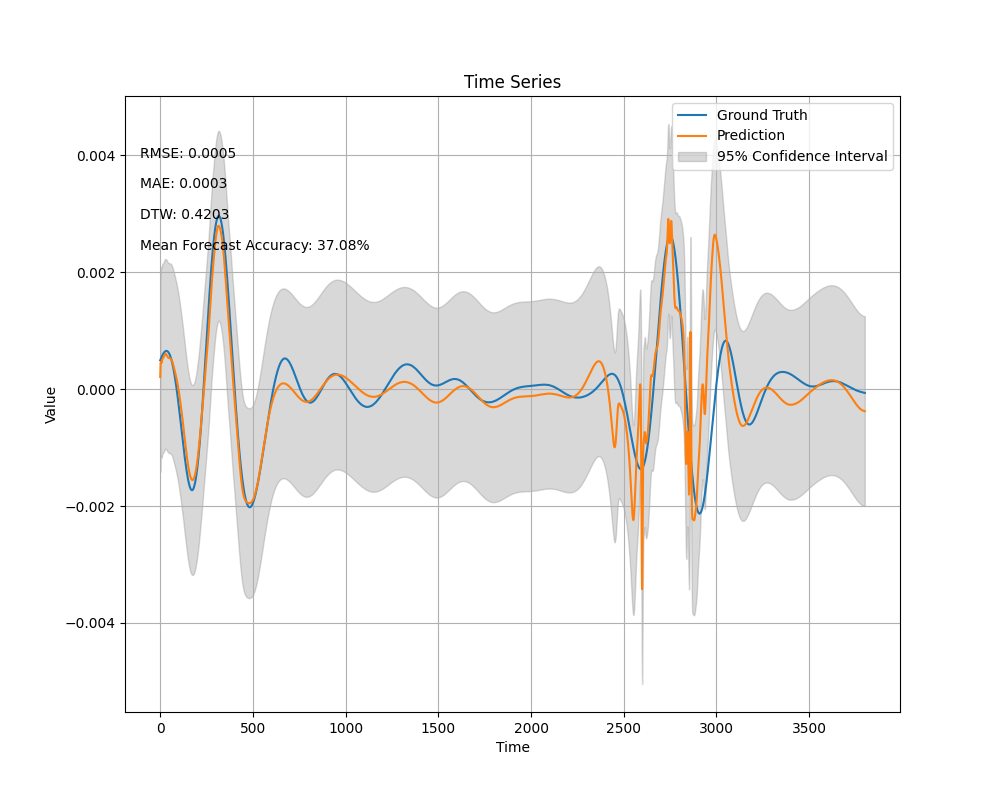 Time Series
Ground Truth
Prediction
95% Confidence Interval
RMSE: 0.0005
MAE: 0.0003
DTW: 0.4203
Mean Forecast Accuracy: 37.08%
0.004
0.002
0.000
−0.002
−0.004
Value
0 500 1000 1500 2000 2500 3000 3500
Time